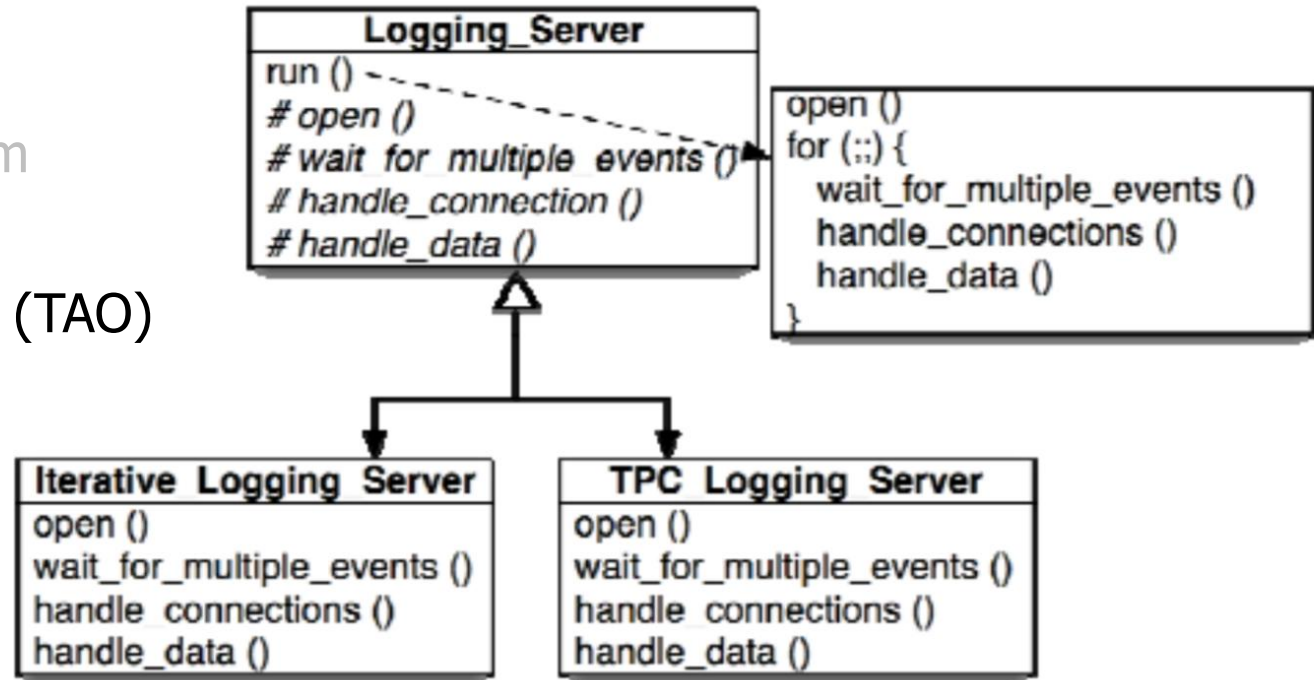 Logging_Server
run ()
# open ()
# wait_for_multiple_events ()
# handle_connection ()
# handle_data ()
open ()
for (;;) {
wait_for_multiple_events ()
handle_connections ()
handle_data ()
}
m
(TAO)
Iterative Logging Server
open ()
wait_for_multiple_events ()
handle connections ()
handle_data ()
TPC Logging Server
open ()
wait_for_multiple_events ()
handle connections ()
handle_data ()